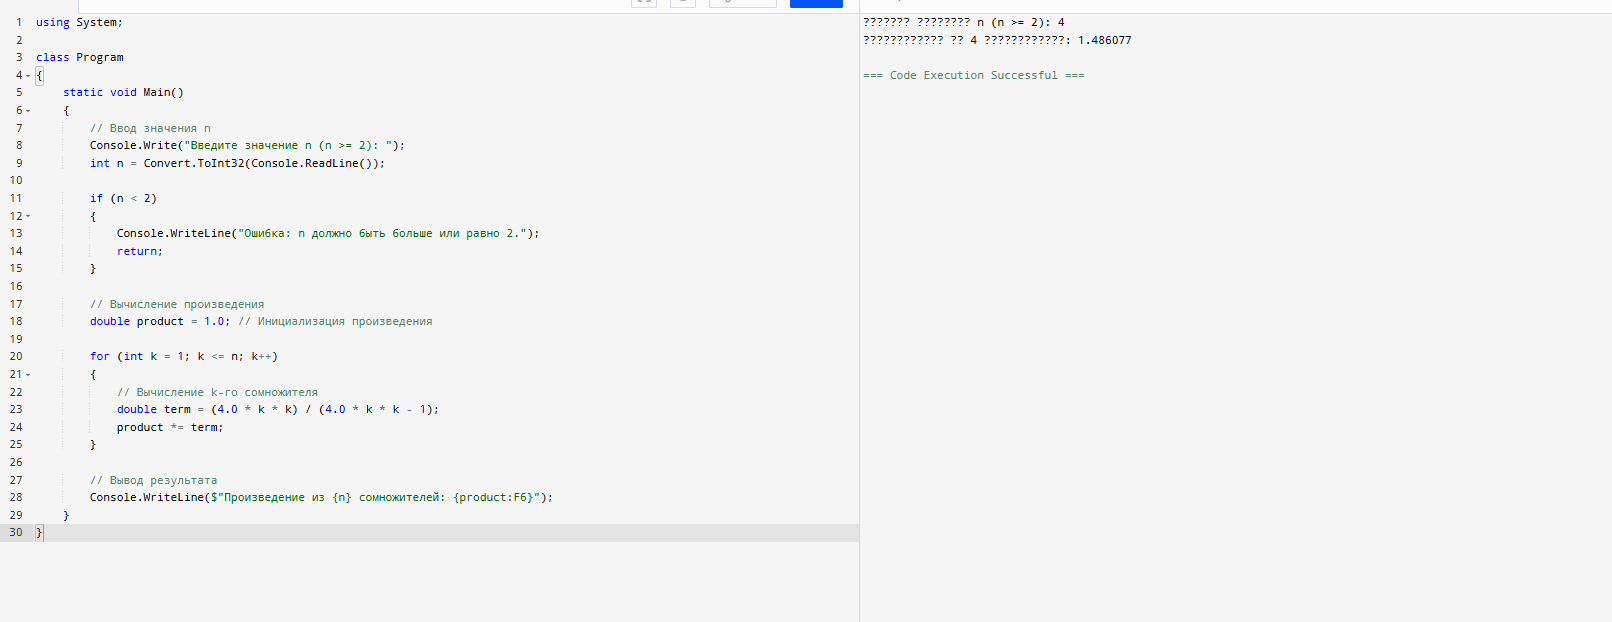 1 using System;
2
3 class Program
4 {
5 static void Main()
6 {
7 // Ввод значения n
8 Console.Write("Введите значение n (n >= 2): ");
9 int n = Convert.ToInt32(Console.ReadLine());
10
11 if (n < 2)
12 {
13 Console.WriteLine("Ошибка: n должно быть больше или равно 2.");
14 return;
15 }
16
17 // Вычисление произведения
18 double product = 1.0; // Инициализация произведения
19
20 for (int k = 1; k <= n; k++)
21 {
22 // Вычисление k-го сомножителя
23 double term = (4.0 * k * k) / (4.0 * k * k - 1);
24 product *= term;
25 }
26
27 // Вывод результата
28 Console.WriteLine($"Произведение из {n} сомножителей: {product:F6}");
29 }
30 }
??????? ???????? n (n >= 2): 4
???????????? ?? 4 ????????????: 1.486077
=== Code Execution Successful ===